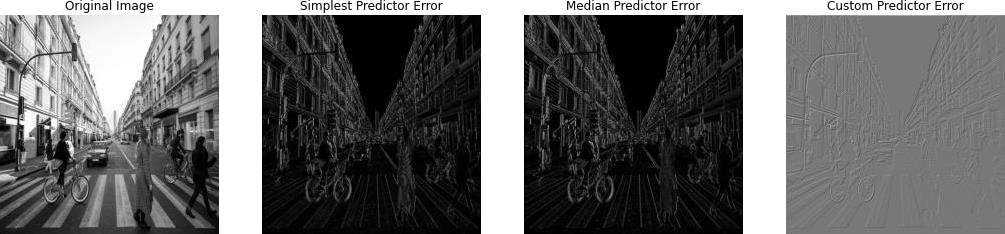 Original Image
Simplest Predictor Error
Median Predictor Error
Custom Predictor Error